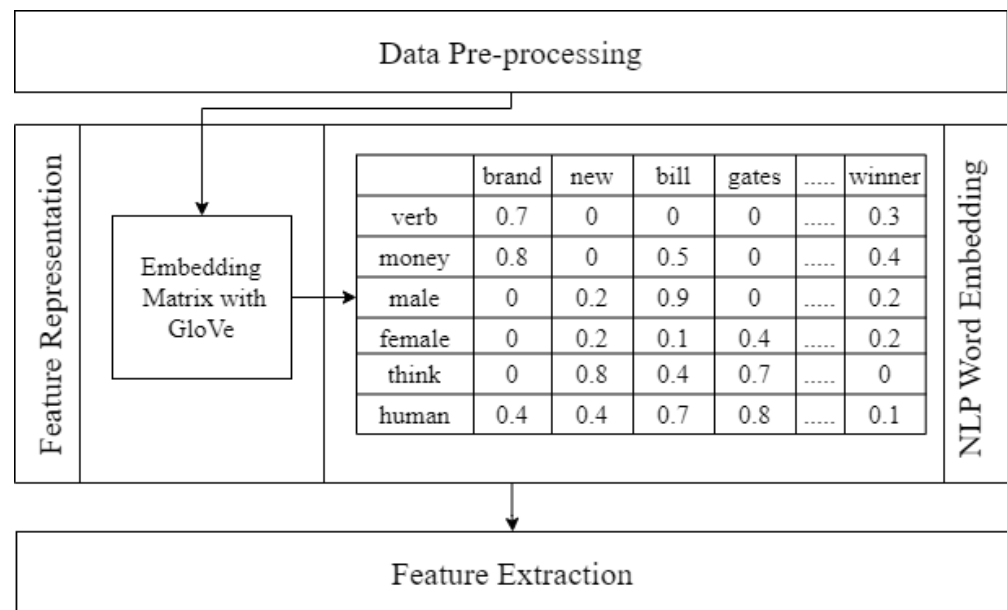 Data Pre-processing
Feature Representation
Embedding
Matrix with
GloVe
brand new bill gates ..... winner
verb 0.7 0 0 0 ..... 0.3
money 0.8 0 0.5 0 ..... 0.4
male 0 0.2 0.9 0 ..... 0.2
female 0 0.2 0.1 0.4 ..... 0.2
think 0 0.8 0.4 0.7 ..... 0
human 0.4 0.4 0.7 0.8 ..... 0.1
NLP Word Embedding
Feature Extraction